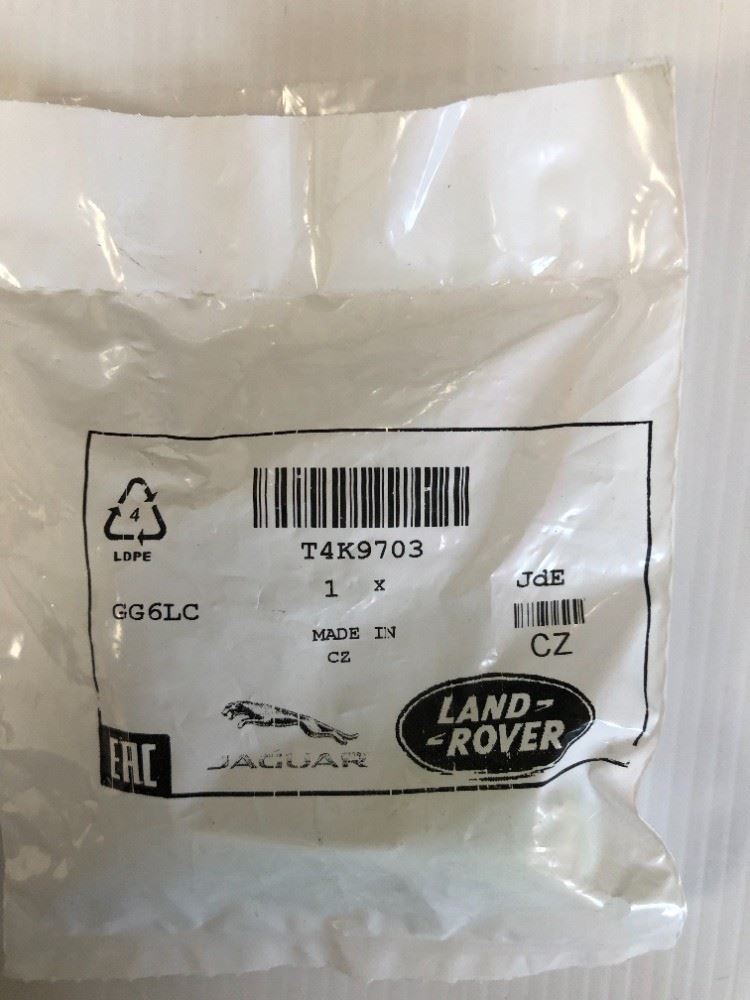 4
LDPE
T4K9703
1 x
GG6LC
MADE IN
CZ
JdE
CZ
EAC
JAGUAR
LAND-
-ROVER